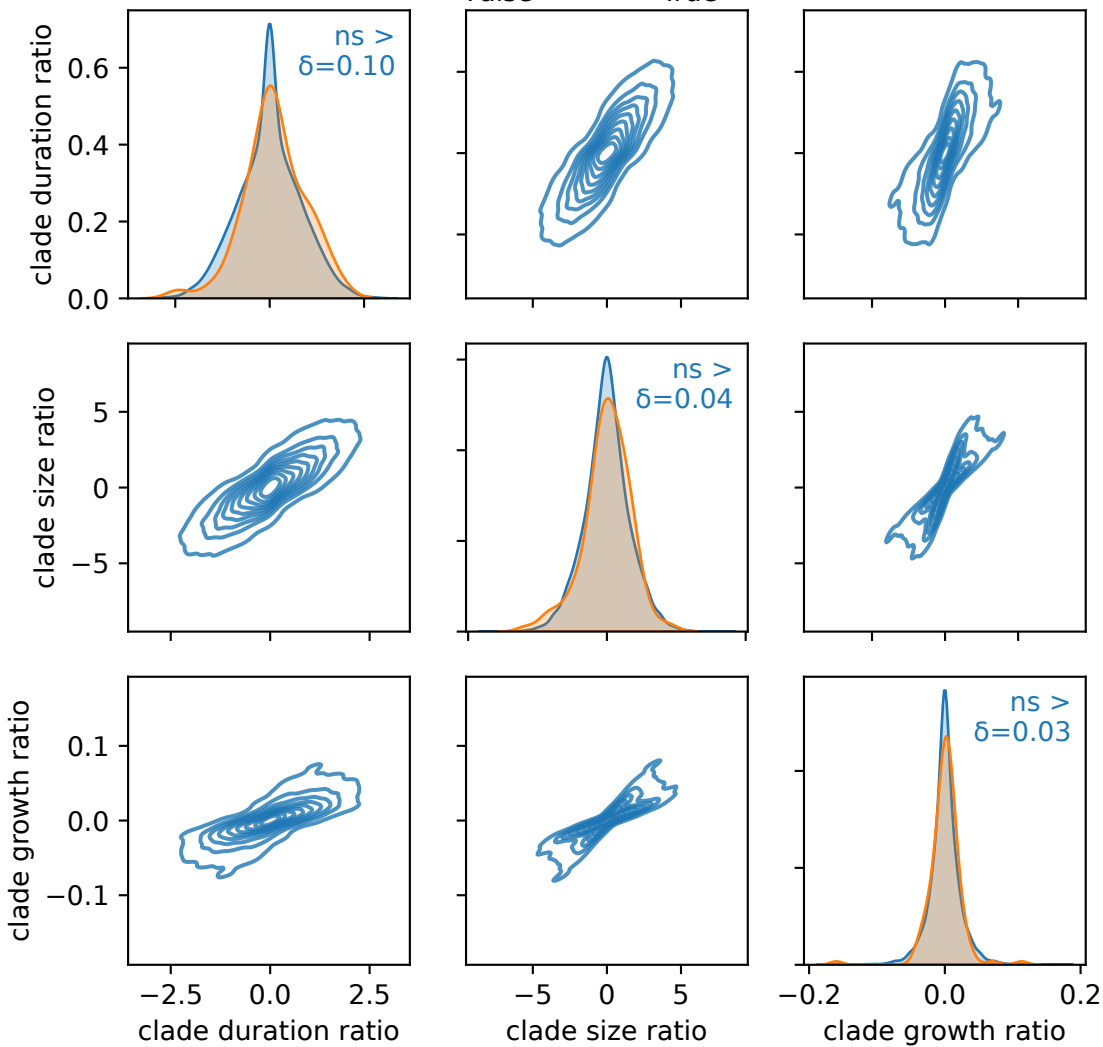 clade duration ratio
0.6
0.4
0.2
0.0
ns >
δ=0.10
clade size ratio
5
0
−5
ns >
δ=0.04
clade growth ratio
0.1
0.0
−0.1
ns >
δ=0.03
−2.5 0.0 2.5
−5 0 5
−0.2 0.0 0.2
clade duration ratio
clade size ratio
clade growth ratio